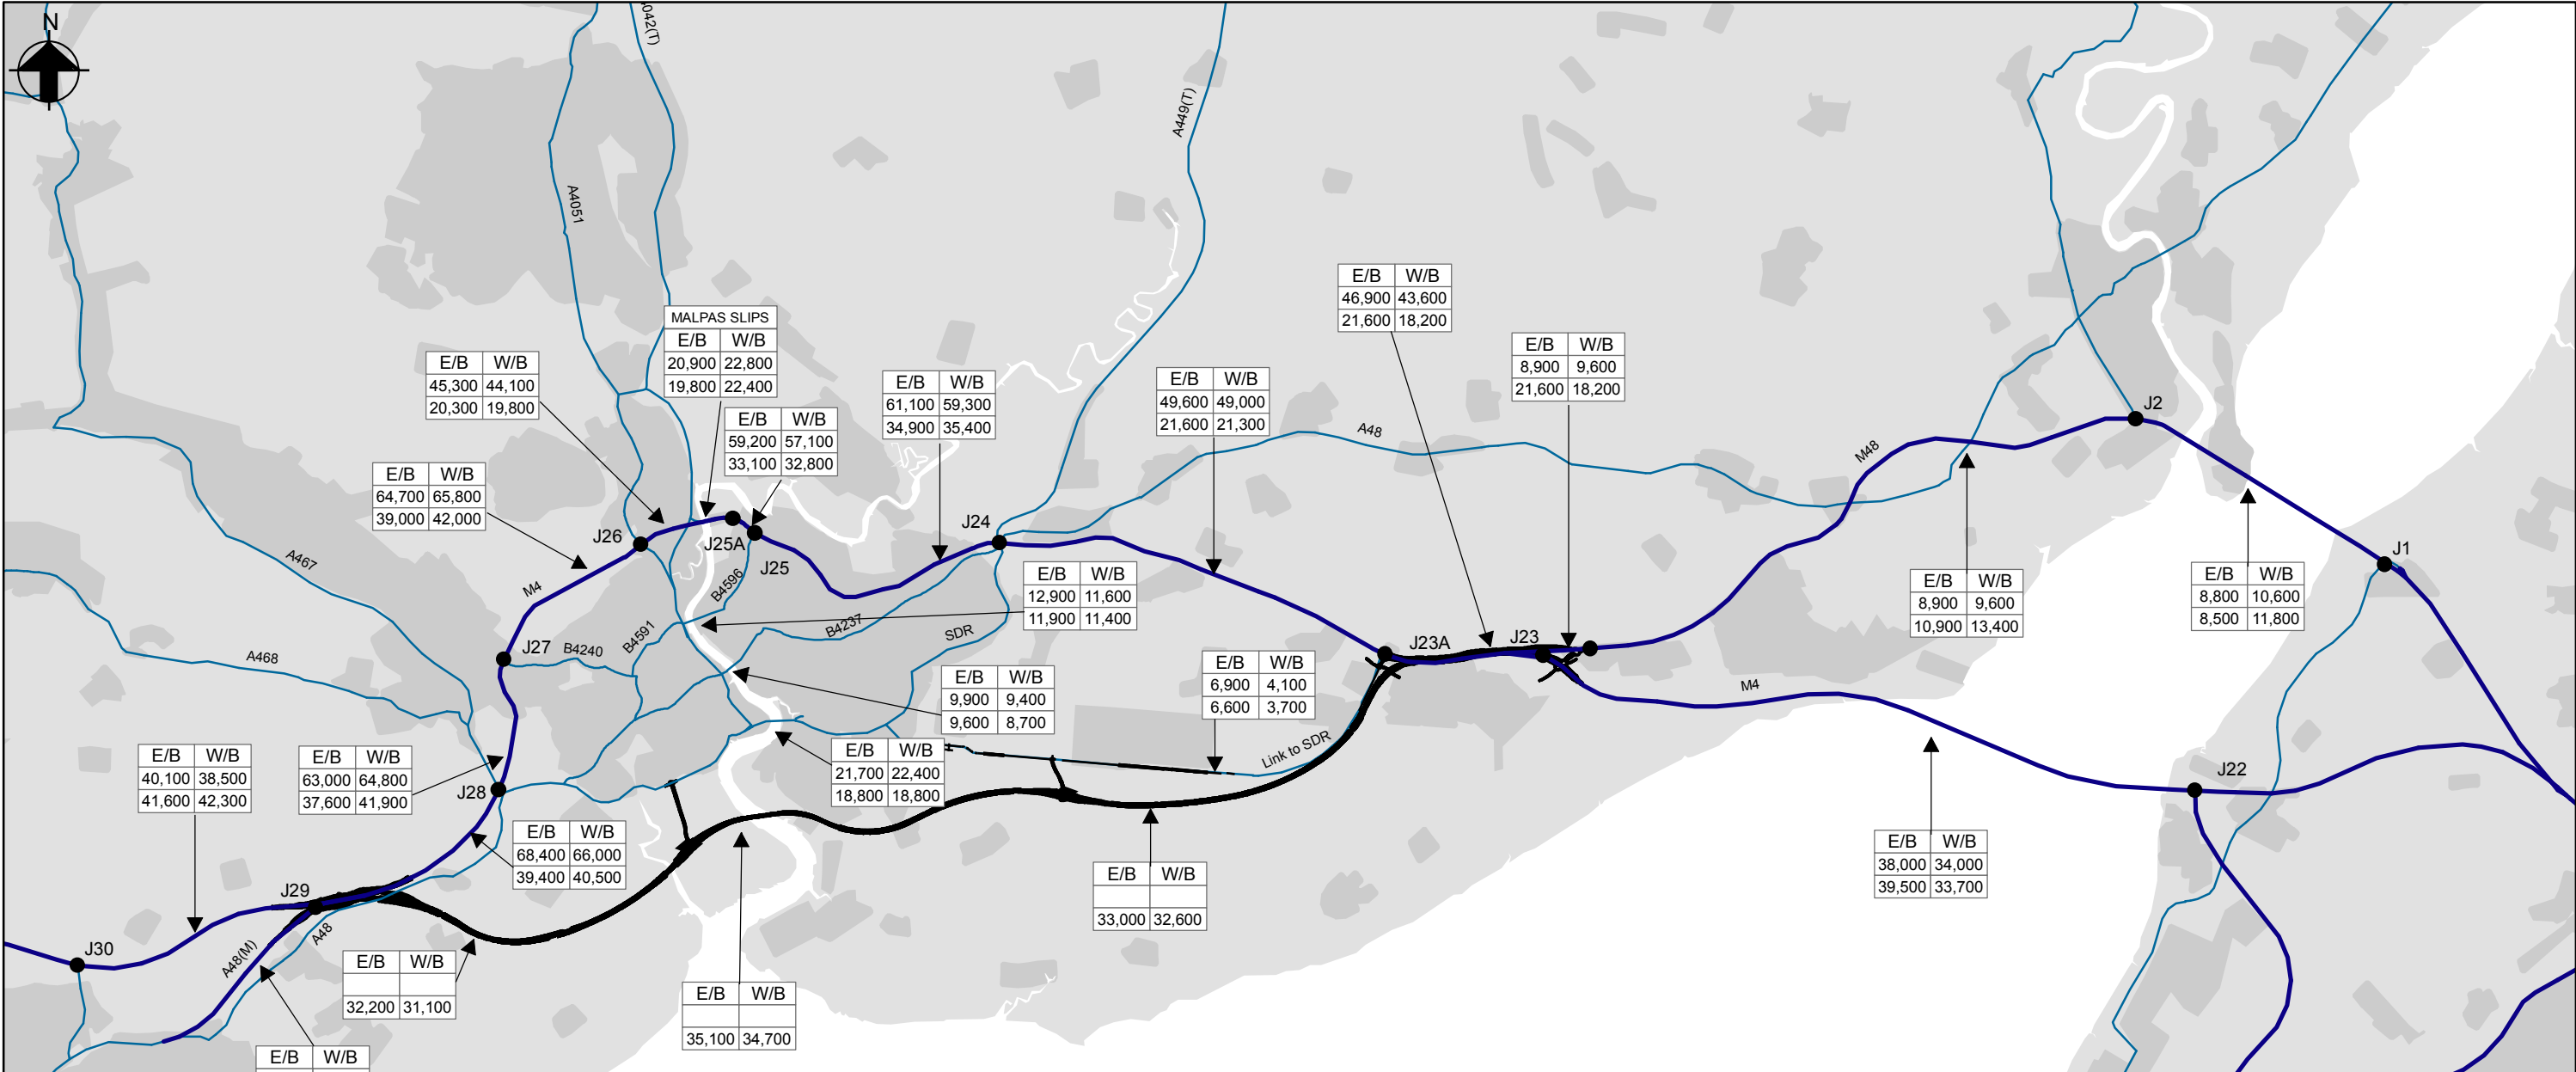 N
042(T)
A449(T)
A4051
E/B W/B
46,900 43,600
21,600 18,200
MALPAS SLIPS
E/B W/B
20,900 22,800
19,800 22,400
E/B W/B
8,900 9,600
21,600 18,200
E/B W/B
45,300 44,100
20,300 19,800
E/B W/B
61,100 59,300
34,900 35,400
E/B W/B
49,600 49,000
21,600 21,300
J2
E/B W/B
59,200 57,100
33,100 32,800
A48
M48
E/B W/B
64,700 65,800
39,000 42,000
J24
J26
J25A
J25
J1
A467
M4
B4596
E/B W/B
12,900 11,600
11,900 11,400
E/B W/B
8,900 9,600
10,900 13,400
E/B W/B
8,800 10,600
8,500 11,800
B4237
SDR
B4591
J27
B4240
J23A
J23
A468
E/B W/B
6,900 4,100
6,600 3,700
E/B W/B
9,900 9,400
9,600 8,700
M4
Link to SDR
E/B W/B
40,100 38,500
41,600 42,300
E/B W/B
63,000 64,800
37,600 41,900
E/B W/B
21,700 22,400
18,800 18,800
J22
J28
E/B W/B
68,400 66,000
39,400 40,500
E/B W/B
38,000 34,000
39,500 33,700
E/B W/B
33,000 32,600
J29
A48
A48(M)
J30
E/B W/B
32,200 31,100
E/B W/B
35,100 34,700
E/B W/B